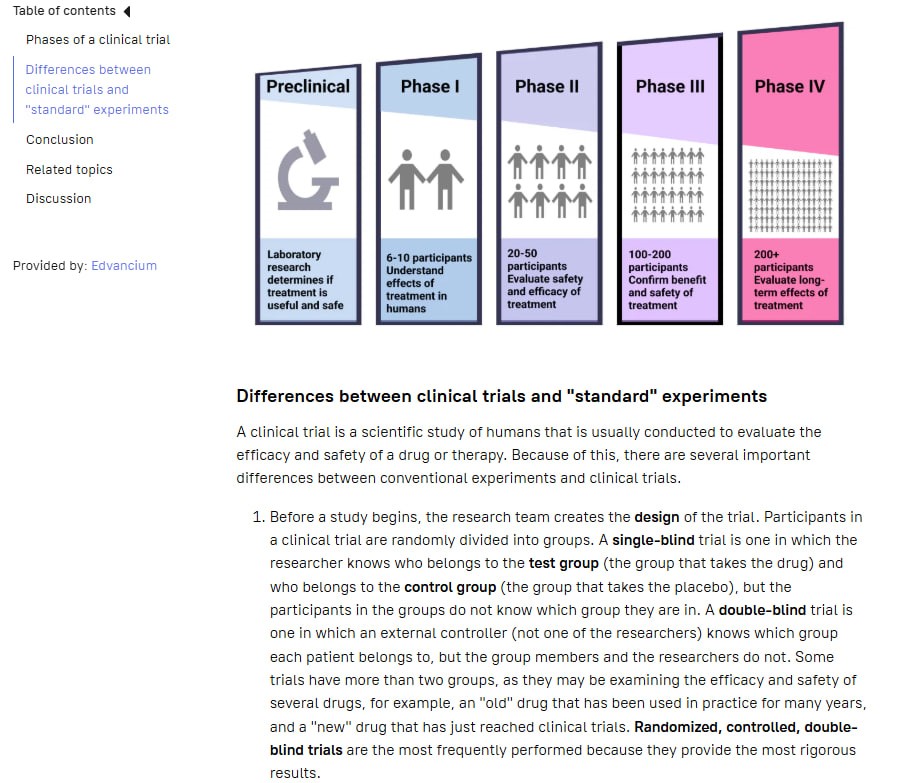 Table of contents
Phases of a clinical trial
Differences between
clinical trials and
"standard" experiments
Conclusion
Related topics
Discussion
Provided by: Edvancium
Preclinical
Laboratory
research
determines if
treatment is
useful and safe
Phase I
6-10 participants
Understand
effects of
treatment in
humans
Phase II
20-50
participants
Evaluate safety
and efficacy of
treatment
Phase III
100-200
participants
Confirm benefit
and safety of
treatment
Phase IV
200+
participants
Evaluate long-
term effects of
treatment
Differences between clinical trials and "standard" experiments
A clinical trial is a scientific study of humans that is usually conducted to evaluate the
efficacy and safety of a drug or therapy. Because of this, there are several important
differences between conventional experiments and clinical trials.
1. Before a study begins, the research team creates the design of the trial. Participants in
a clinical trial are randomly divided into groups. A single-blind trial is one in which the
researcher knows who belongs to the test group (the group that takes the drug) and
who belongs to the control group (the group that takes the placebo), but the
participants in the groups do not know which group they are in. A double-blind trial is
one in which an external controller (not one of the researchers) knows which group
each patient belongs to, but the group members and the researchers do not. Some
trials have more than two groups, as they may be examining the efficacy and safety of
several drugs, for example, an "old" drug that has been used in practice for many years,
and a "new" drug that has just reached clinical trials. Randomized, controlled, double-
blind trials are the most frequently performed because they provide the most rigorous
results.